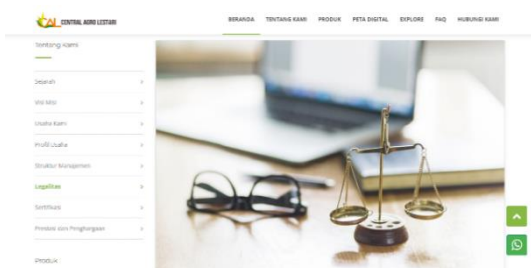 CENTRAL AGRO LESTARI
BERANDA TENTANG KAMI PRODUK PETA DIGITAL EXPLORE FAQ HUBUNGI KAMI
Tentang Kami
Sejarah
Visi Misi
Usaha Kami
Profil Usaha
Struktur Manajemen
Legalitas
Sertifikasi
Prestasi dan Penghargaan
Produk